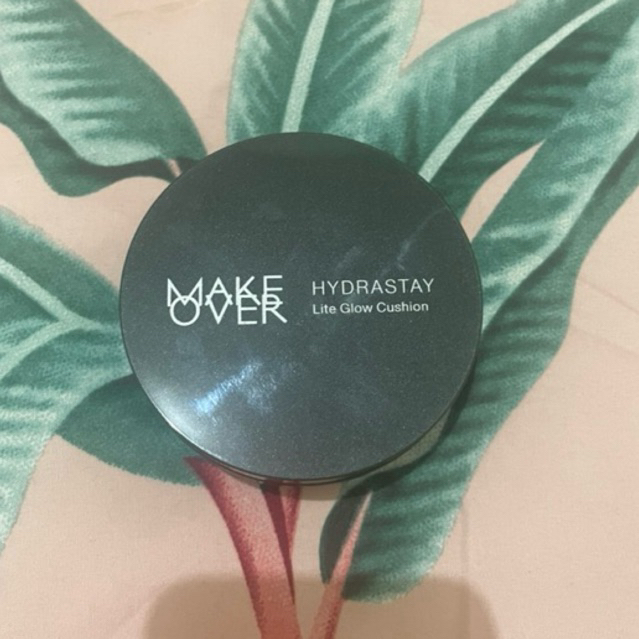 MAKE
OVER
HYDRASTAY
Lite Glow Cushion